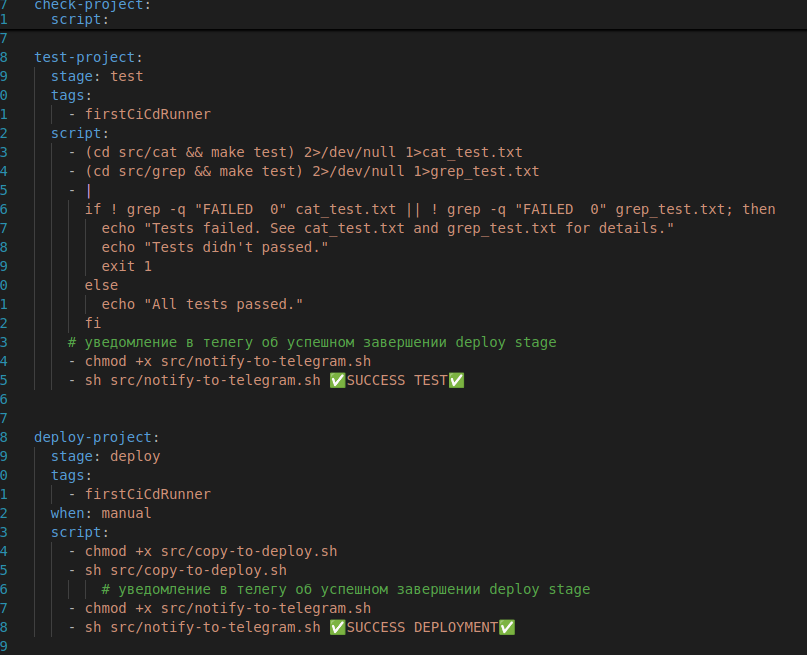 7 check-project:
1 script:
7
8 test-project:
9 stage: test
0 tags:
1 - firstCiCdRunner
2 script:
3 - (cd src/cat && make test) 2>/dev/null 1>cat_test.txt
4 - (cd src/grep && make test) 2>/dev/null 1>grep_test.txt
5 - |
6 if ! grep -q "FAILED  0" cat_test.txt || ! grep -q "FAILED  0" grep_test.txt; then
7 echo "Tests failed. See cat_test.txt and grep_test.txt for details."
8 echo "Tests didn't passed."
9 exit 1
0 else
1 echo "All tests passed."
2 fi
3 # уведомление в телегу об успешном завершении deploy stage
4 - chmod +x src/notify-to-telegram.sh
5 - sh src/notify-to-telegram.sh ✅SUCCESS TEST✅
6
7
8 deploy-project:
9 stage: deploy
0 tags:
1 - firstCiCdRunner
2 when: manual
3 script:
4 - chmod +x src/copy-to-deploy.sh
5 - sh src/copy-to-deploy.sh
6 # уведомление в телегу об успешном завершении deploy stage
7 - chmod +x src/notify-to-telegram.sh
8 - sh src/notify-to-telegram.sh ✅SUCCESS DEPLOYMENT✅
9